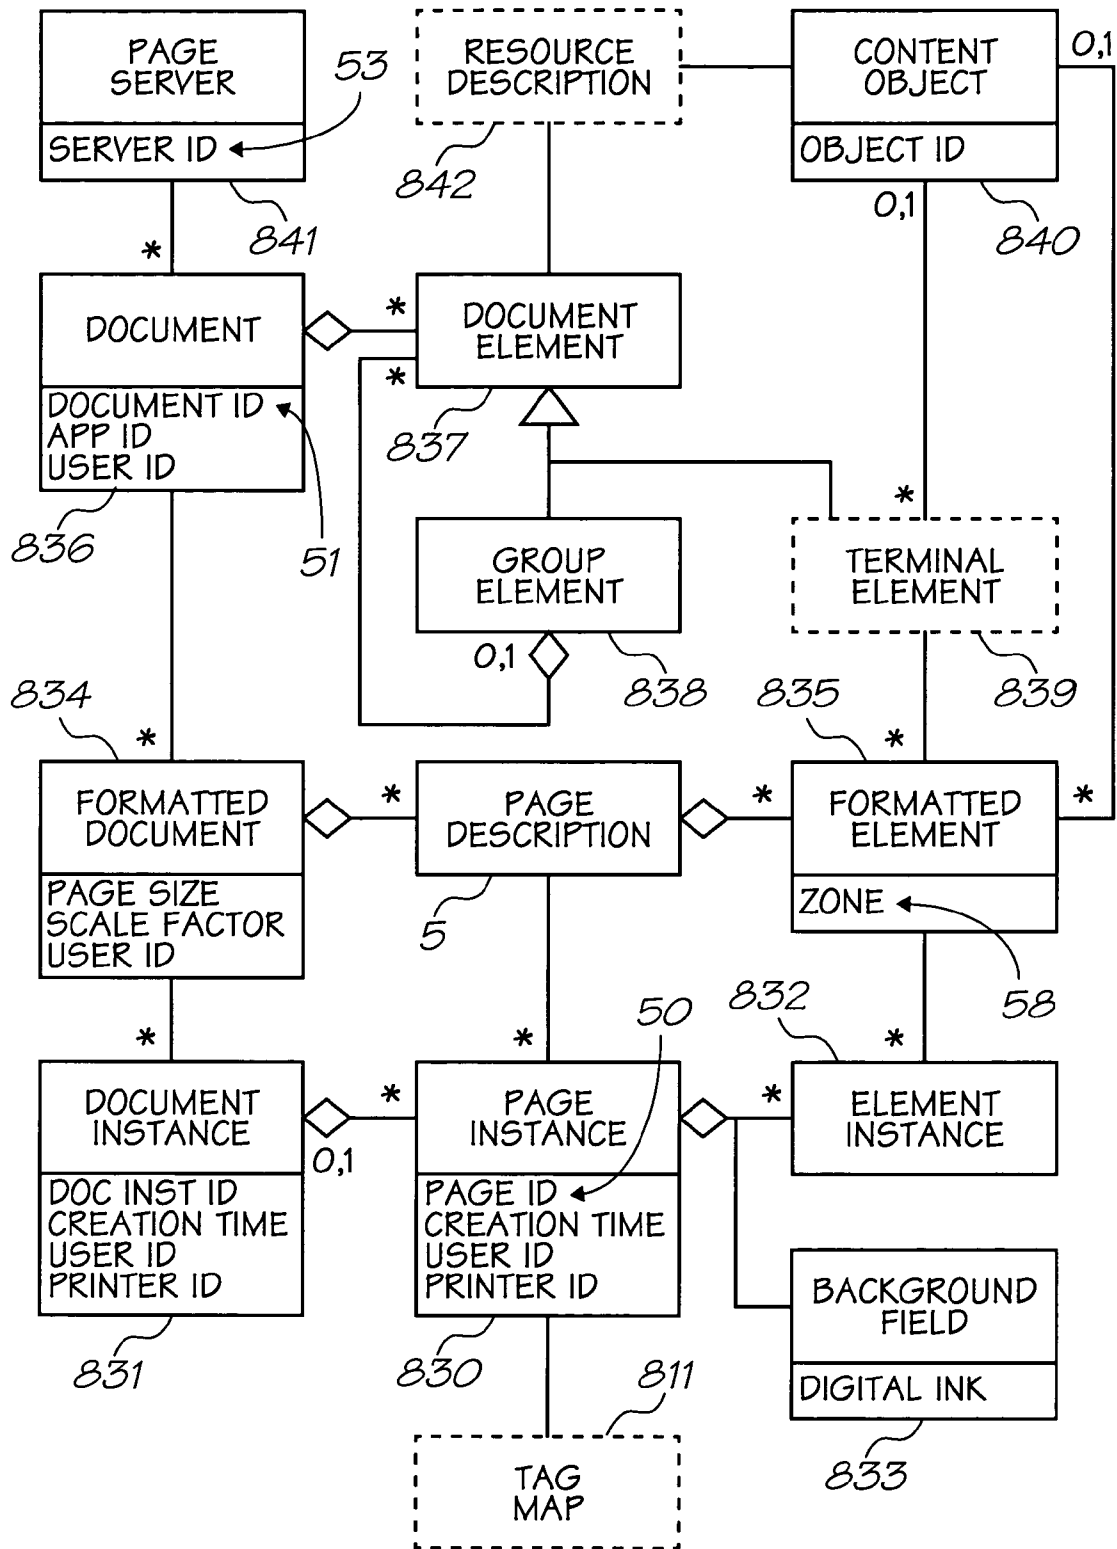 PAGE
SERVER
SERVER ID
53
841
*
RESOURCE
DESCRIPTION
842
CONTENT
OBJECT
OBJECT ID
0,1
0,1
840
DOCUMENT
DOCUMENT ID
APP ID
USER ID
51
836
*
*
DOCUMENT
ELEMENT
837
GROUP
ELEMENT
0,1
838
*
TERMINAL
ELEMENT
839
834
*
FORMATTED
DOCUMENT
PAGE SIZE
SCALE FACTOR
USER ID
*
PAGE
DESCRIPTION
5
*
835
*
FORMATTED
ELEMENT
*
ZONE
58
*
DOCUMENT
INSTANCE
0,1
DOC INST ID
CREATION TIME
USER ID
PRINTER ID
831
*
*
50
PAGE
INSTANCE
PAGE ID
CREATION TIME
USER ID
PRINTER ID
830
*
832
*
ELEMENT
INSTANCE
BACKGROUND
FIELD
DIGITAL INK
833
811
TAG
MAP